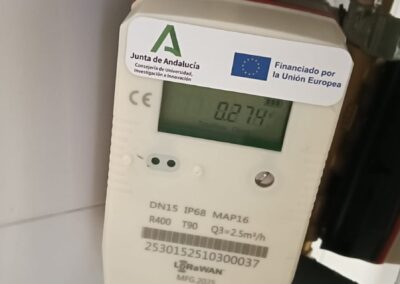 Junta de Andalucía
Consejería de Universidad,
Investigación e Innovación
Financiado por
la Unión Europea
CE
0.274
DN15 IP68 MAP16
R400 T90 Q3=2.5m³/h
2530152510300037
LoRaWAN